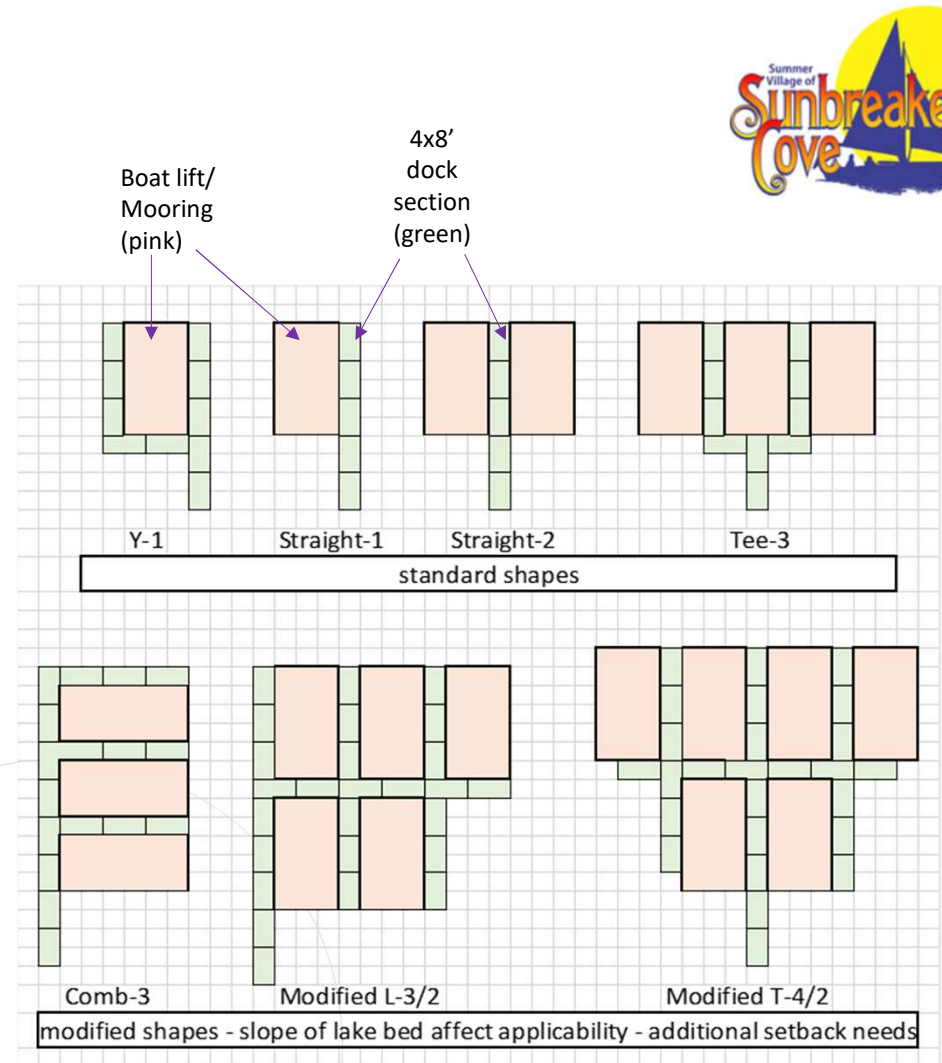 Summer
Village of
Sunbreake
Cove
4x8’
dock
section
(green)
Boat lift/
Mooring
(pink)
Y-1 Straight-1 Straight-2 Tee-3
standard shapes
Comb-3 Modified L-3/2 Modified T-4/2
modified shapes - slope of lake bed affect applicability - additional setback needs